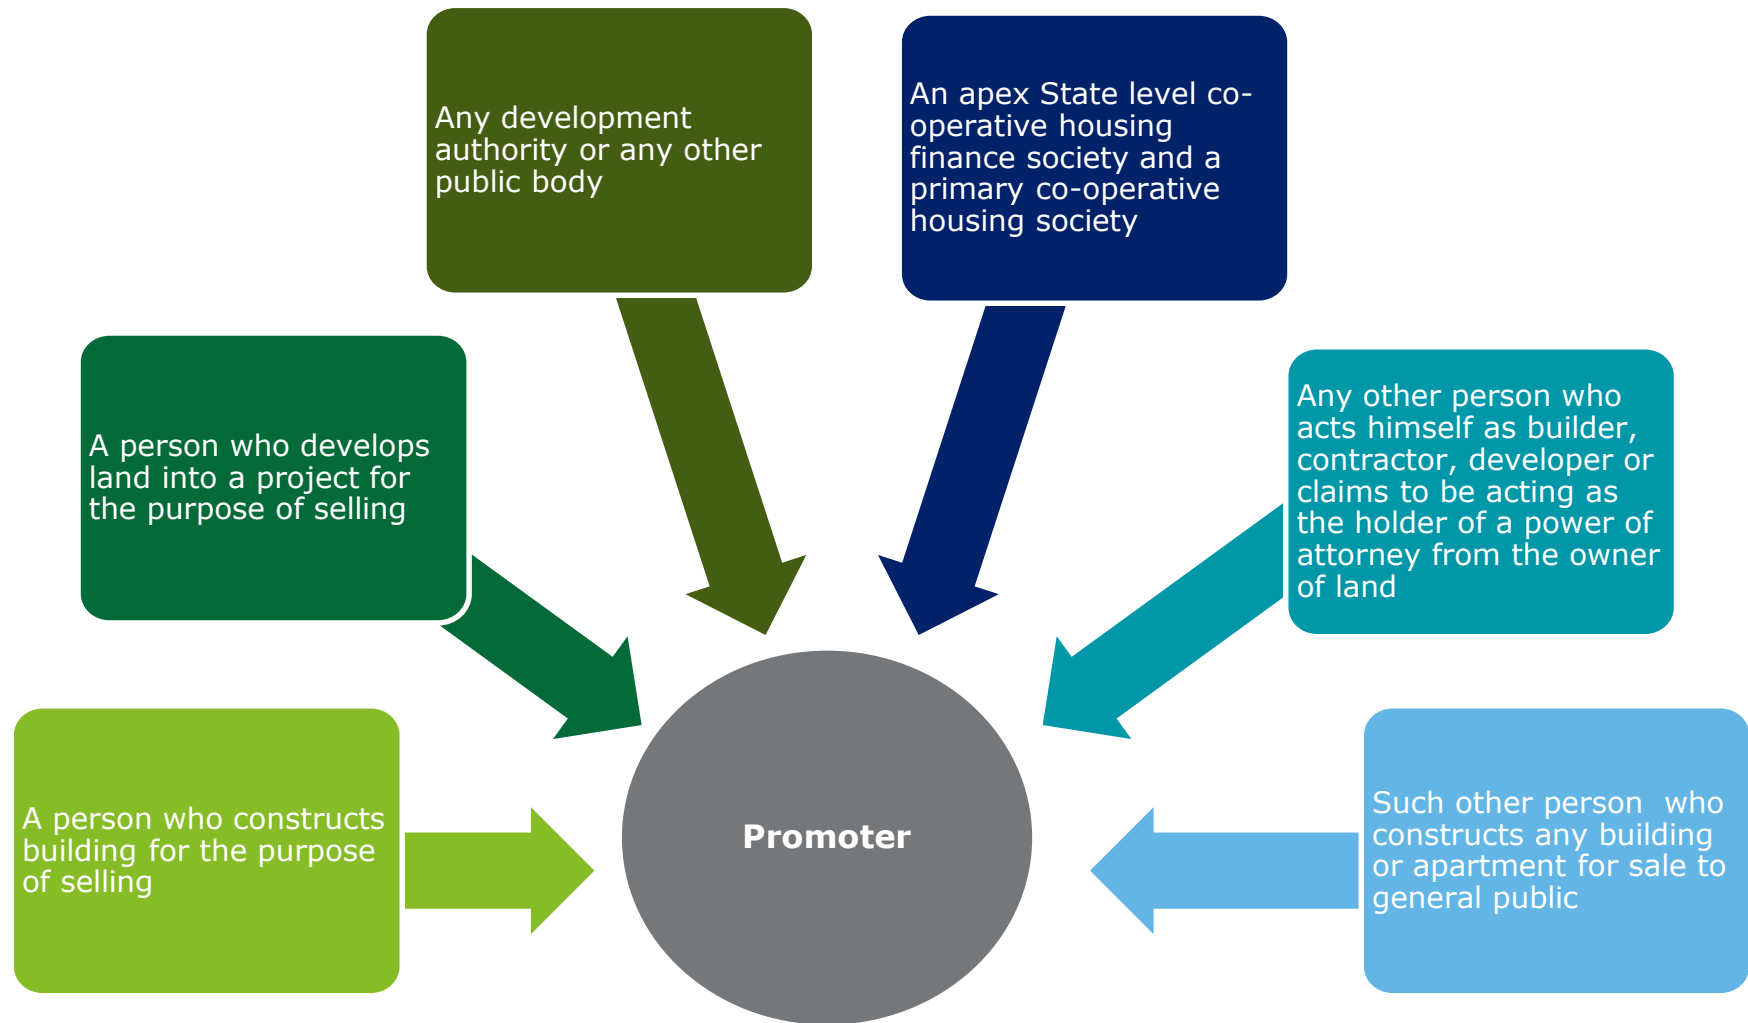 Any development
authority or any other
public body
An apex State level co-
operative housing
finance society and a
primary co-operative
housing society
A person who develops
land into a project for
the purpose of selling
Any other person who
acts himself as builder,
contractor, developer or
claims to be acting as
the holder of a power of
attorney from the owner
of land
A person who constructs
building for the purpose
of selling
Promoter
Such other person  who
constructs any building
or apartment for sale to
general public